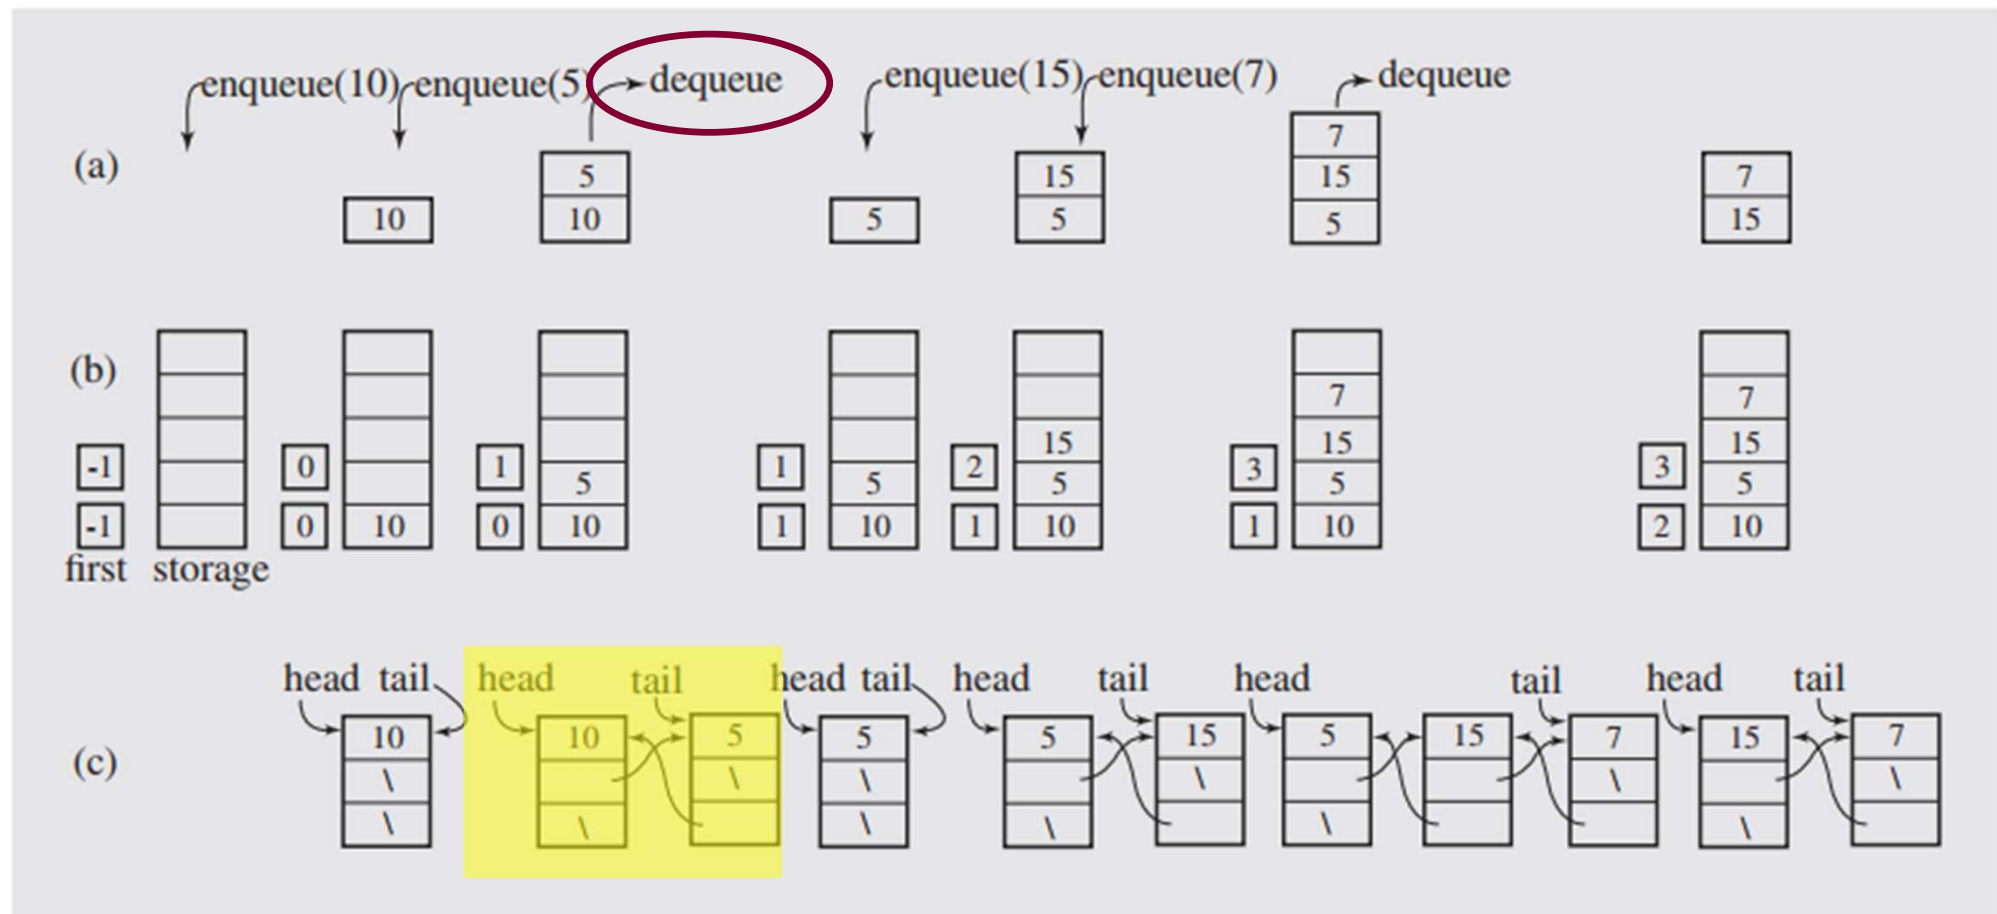 enqueue(10) enqueue(5) dequeue enqueue(15) enqueue(7) dequeue
7
(a) 5 15 15 7
10 10 5 5 5 15
(b)
7 7
15 15 15
-1 0 1 5 1 5 2 5 3 5 3 5
-1 0 10 0 10 1 10 1 10 1 10 2 10
first storage
head tail head tail head tail head tail head tail head tail
10 10 5 5 5 15 5 15 7 15 7
(c) \ \ \ \ \ \
\ \ \ \ \ \